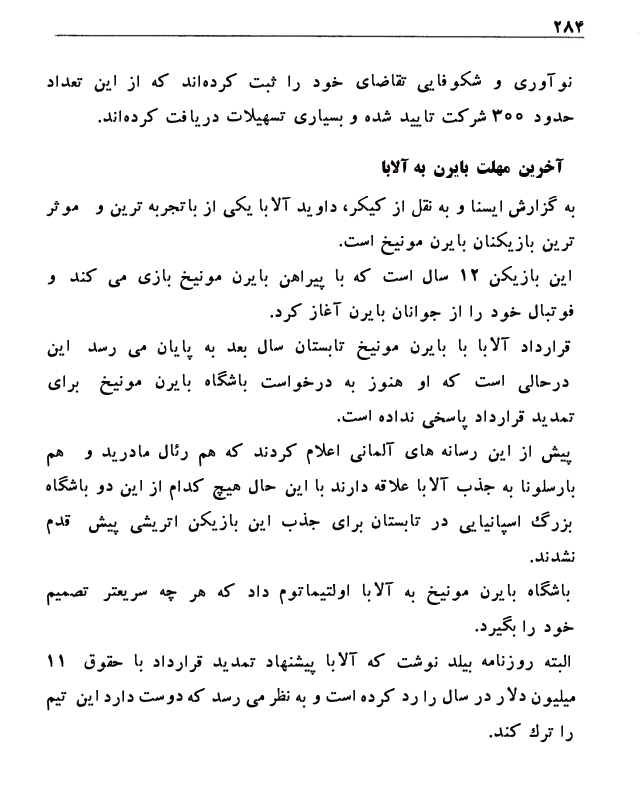 ۲۸۴
نوآوری و شکوفایی تقاضای خود را ثبت کرده‌اند که از این تعداد
حدود ۳۰۰ شرکت تایید شده و بسیاری تسهیلات دریافت کرده‌اند.
آخرین مهلت بایرن به آلابا
به گزارش ایسنا و به نقل از کیکر، داوید آلابا یکی از باتجربه ترین و موثر
ترین بازیکنان بایرن مونیخ است.
این بازیکن ۱۲ سال است که با پیراهن بایرن مونیخ بازی می کند و
فوتبال خود را از جوانان بایرن آغاز کرد.
قرارداد آلابا با بایرن مونیخ تابستان سال بعد به پایان می رسد این
درحالی است که او هنوز به درخواست باشگاه بایرن مونیخ برای
تمدید قرارداد پاسخی نداده است.
پیش از این رسانه های آلمانی اعلام کردند که هم رئال مادرید و هم
بارسلونا به جذب آلابا علاقه دارند با این حال هیچ کدام از این دو باشگاه
بزرگ اسپانیایی در تابستان برای جذب این بازیکن اتریشی پیش قدم
نشدند.
باشگاه بایرن مونیخ به آلابا اولتیماتوم داد که هر چه سریعتر تصمیم
خود را بگیرد.
البته روزنامه بیلد نوشت که آلابا پیشنهاد تمدید قرارداد با حقوق ۱۱
میلیون دلار در سال را رد کرده است و به نظر می رسد که دوست دارد این تیم
را ترك کند.